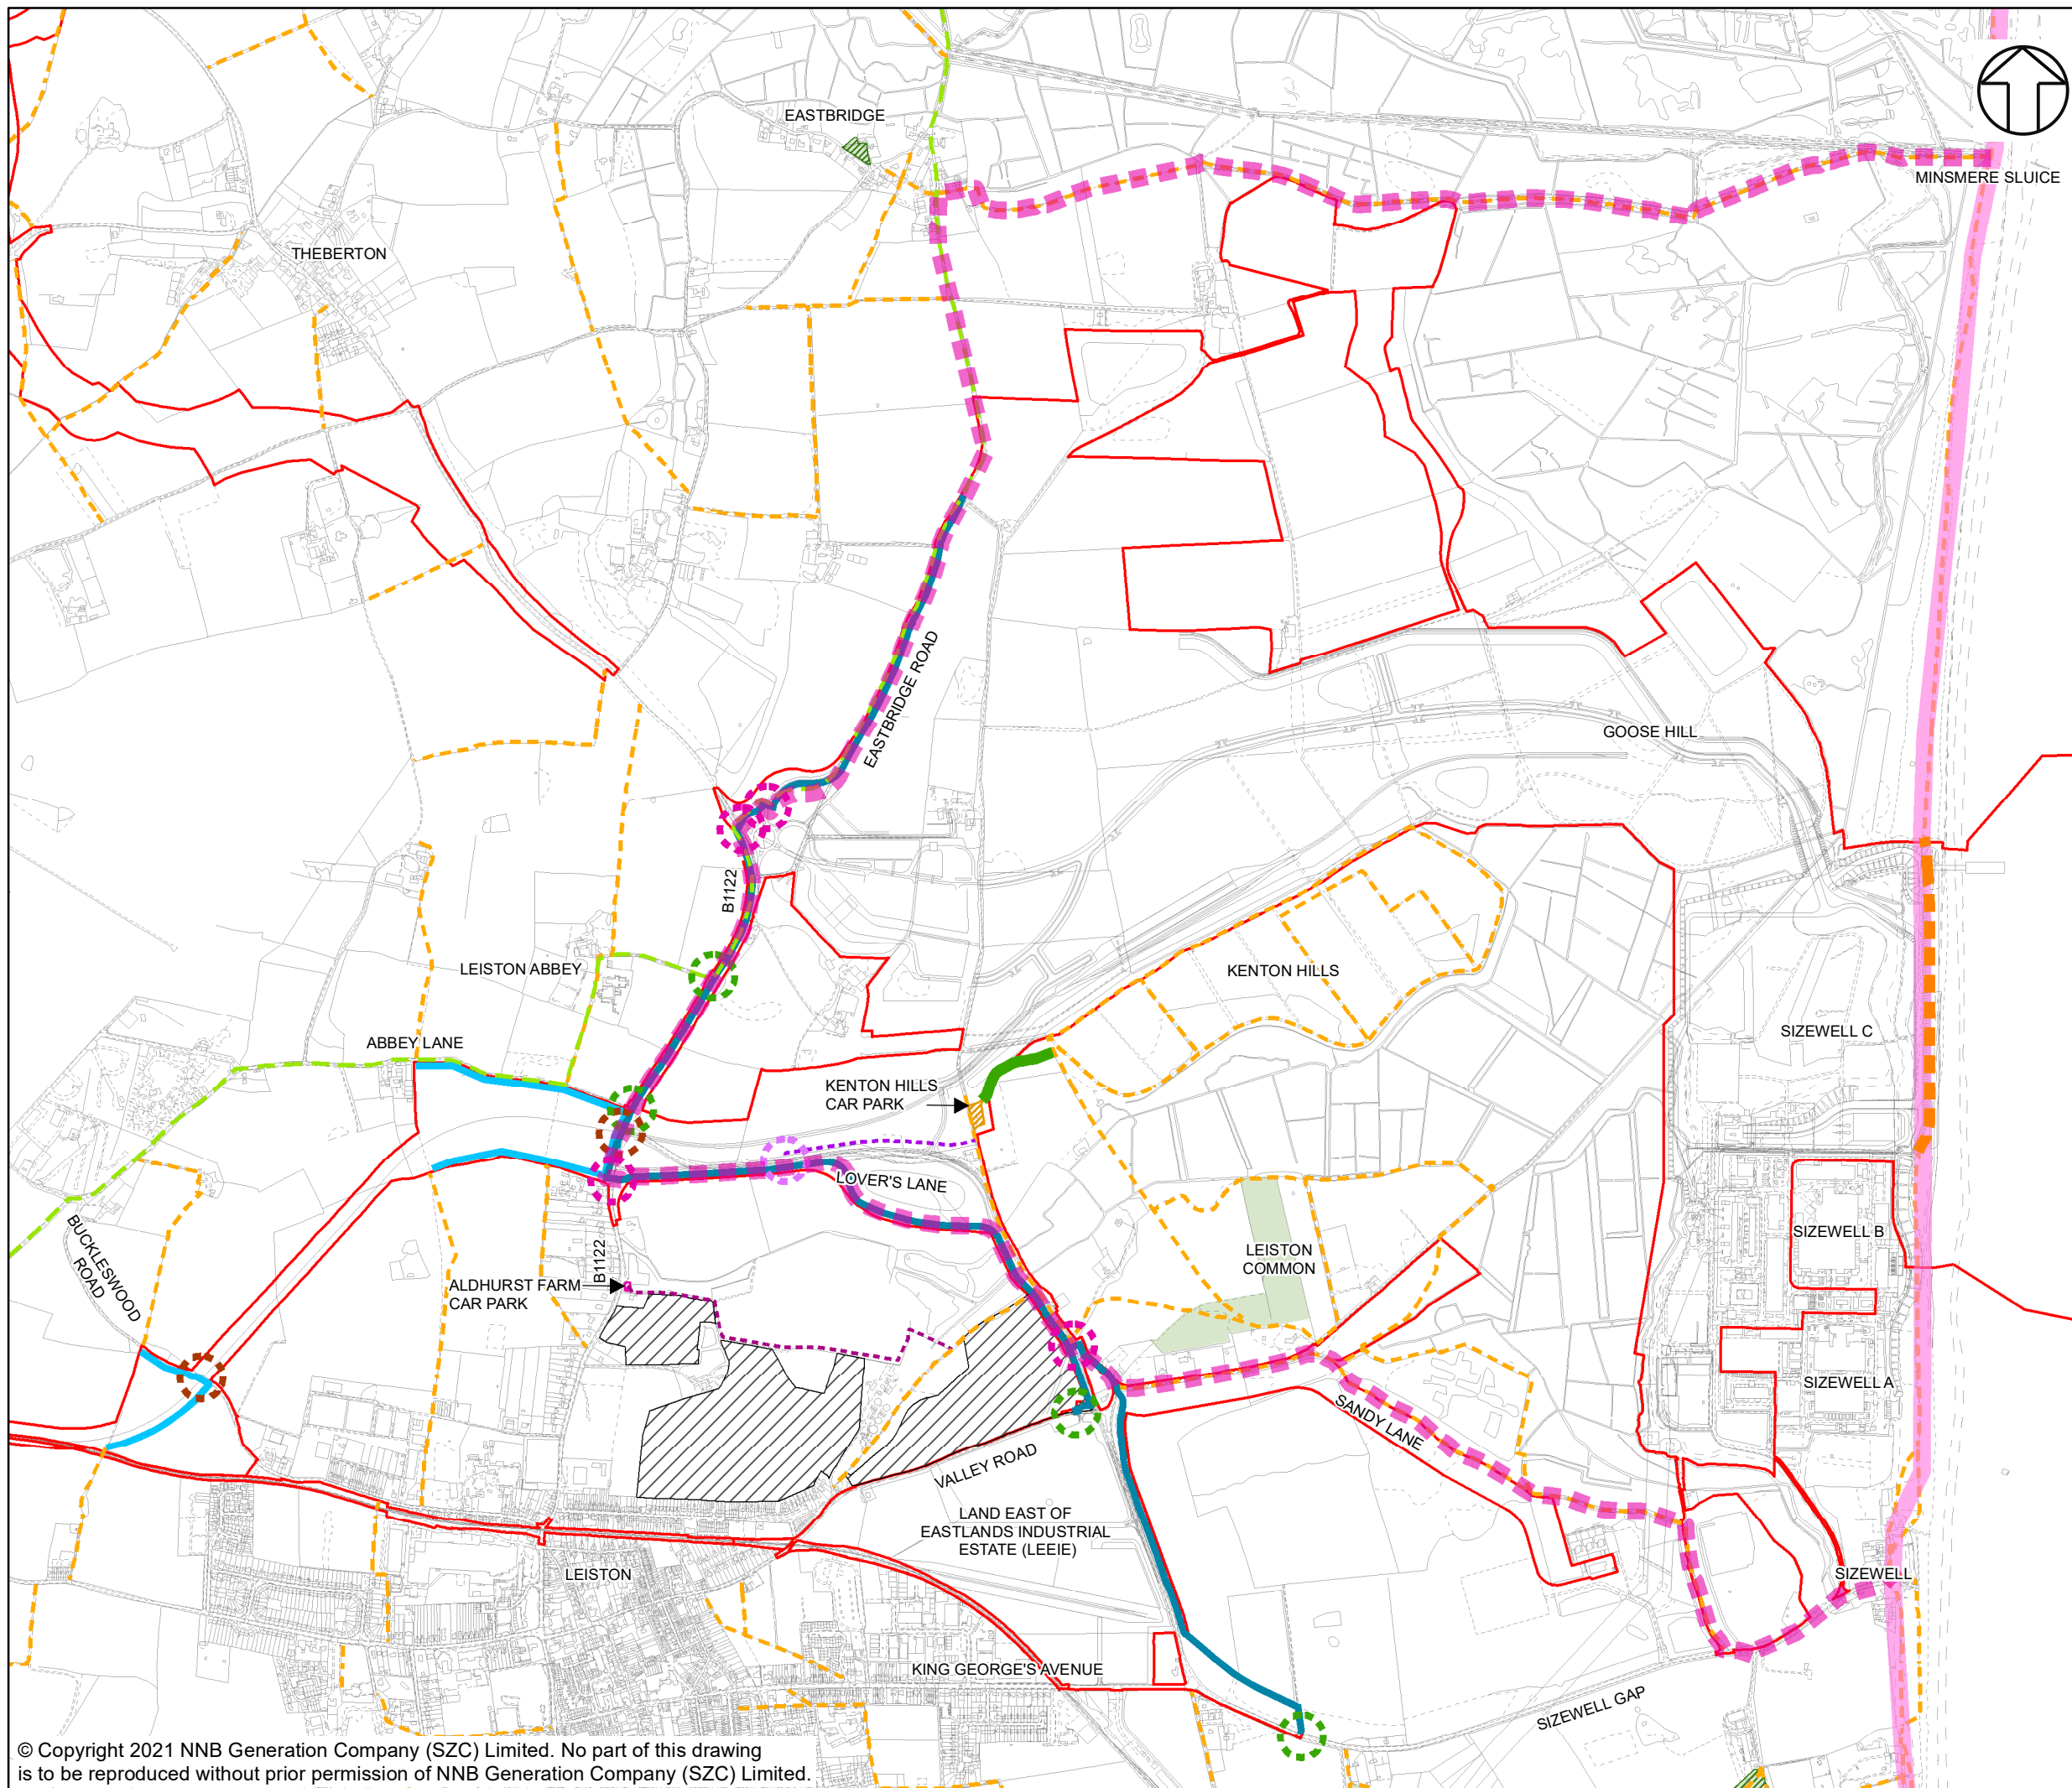 EASTBRIDGE
MINSMERE SLUICE
THEBERTON
EASTBRIDGE ROAD
GOOSE HILL
B1122
LEISTON ABBEY
KENTON HILLS
SIZEWELL C
ABBEY LANE
KENTON HILLS
CAR PARK
LOVER'S LANE
BUCKLESWOOD
ROAD
B1122
SIZEWELL B
LEISTON
COMMON
ALDHURST FARM
CAR PARK
SIZEWELL A
SANDY LANE
VALLEY ROAD
LAND EAST OF
EASTLANDS INDUSTRIAL
ESTATE (LEEIE)
LEISTON
SIZEWELL
KING GEORGE'S AVENUE
SIZEWELL GAP
© Copyright 2021 NNB Generation Company (SZC) Limited. No part of this drawing
is to be reproduced without prior permission of NNB Generation Company (SZC) Limited.